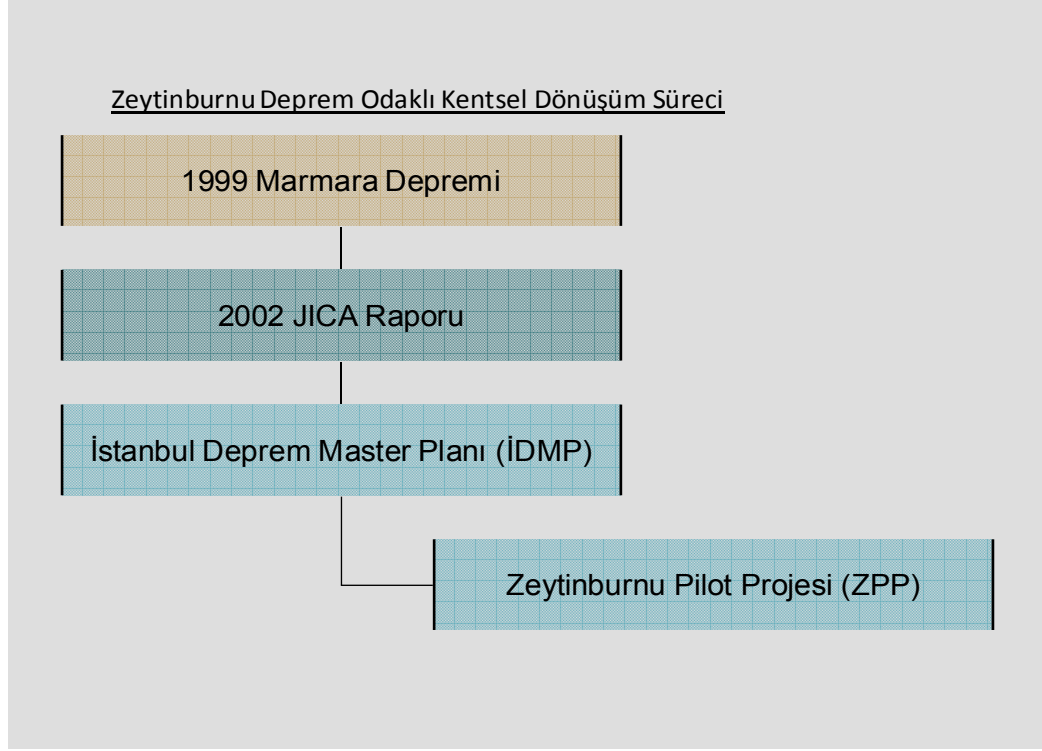 Zeytinburnu Deprem Odaklı Kentsel Dönüşüm Süreci
1999 Marmara Depremi
2002 JICA Raporu
İstanbul Deprem Master Planı (İDMP)
Zeytinburnu Pilot Projesi (ZPP)